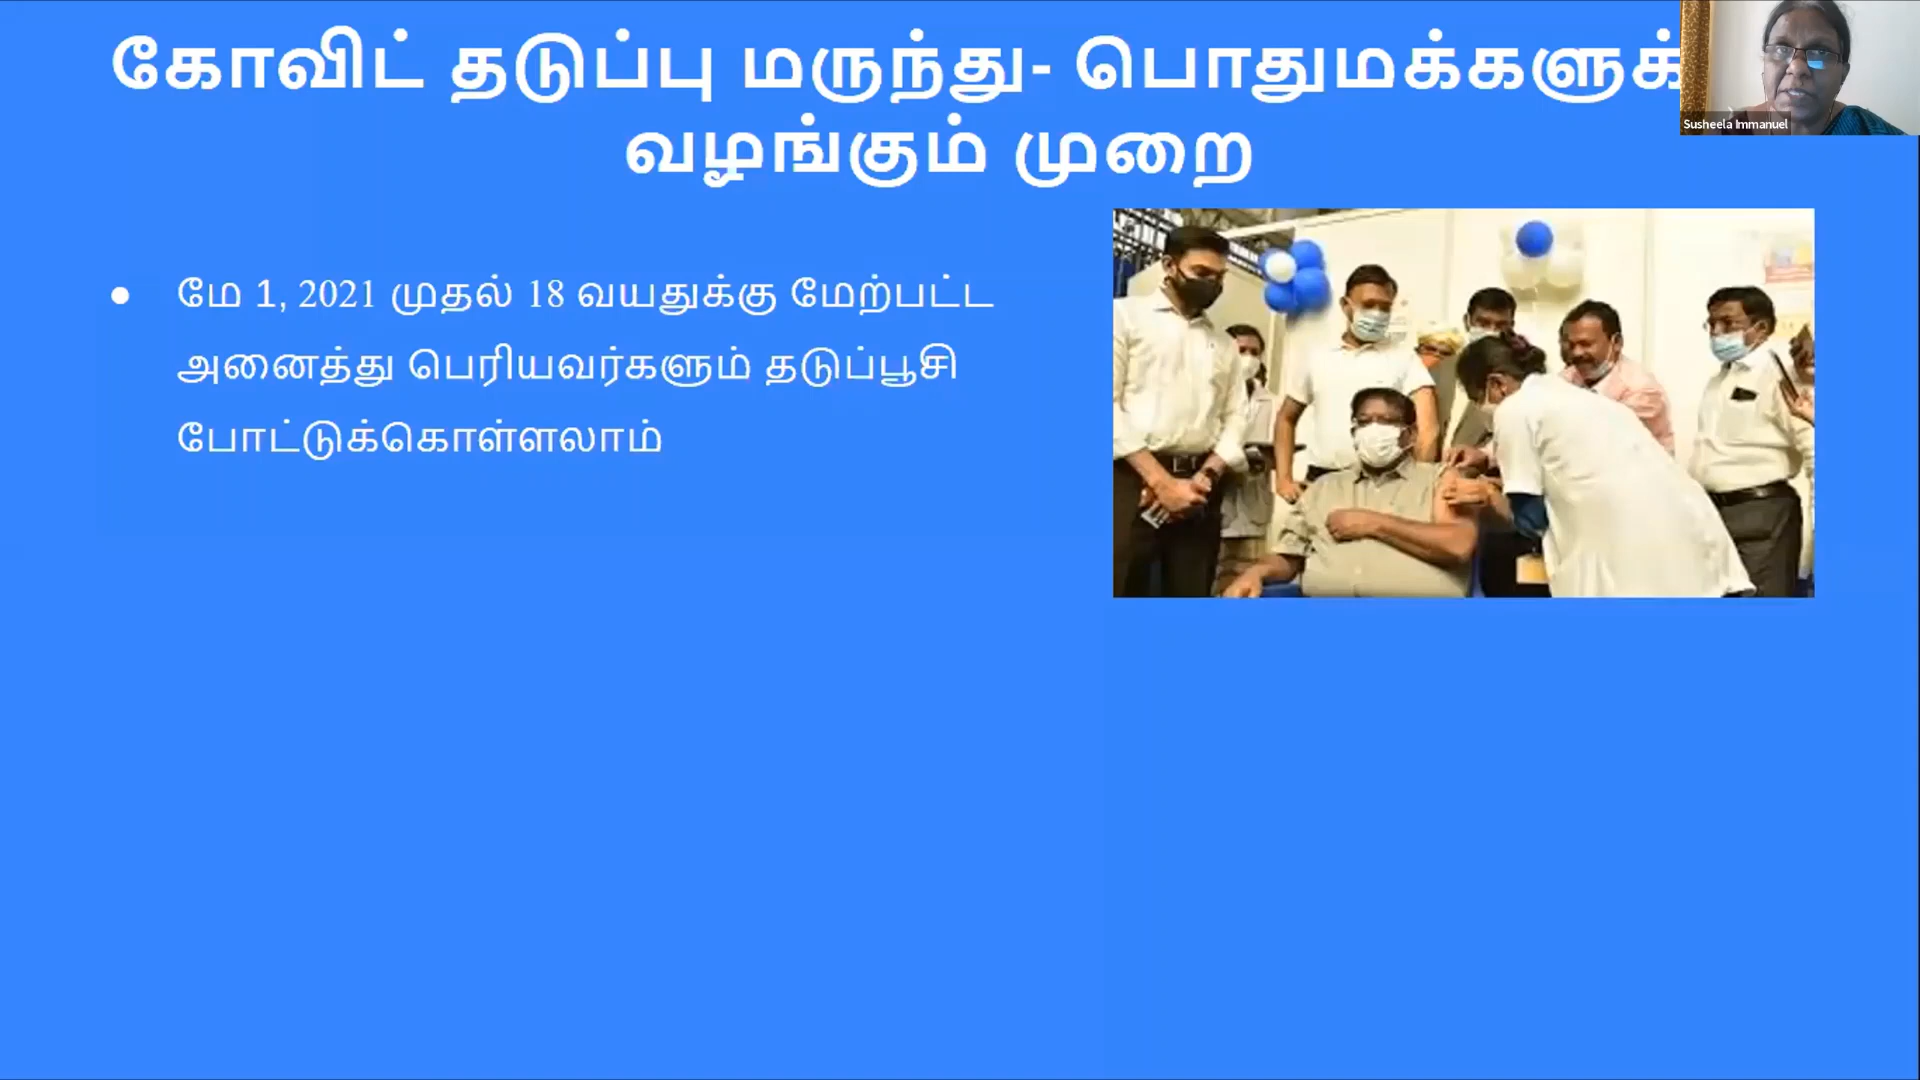 கோவிட் தடுப்பு மருந்து- பொதுமக்களுக்
வழங்கும் முறை
Susheela Immanuel
● மே 1, 2021 முதல் 18 வயதுக்கு மேற்பட்ட
அனைத்து பெரியவர்களும் தடுப்பூசி
போட்டுக்கொள்ளலாம்